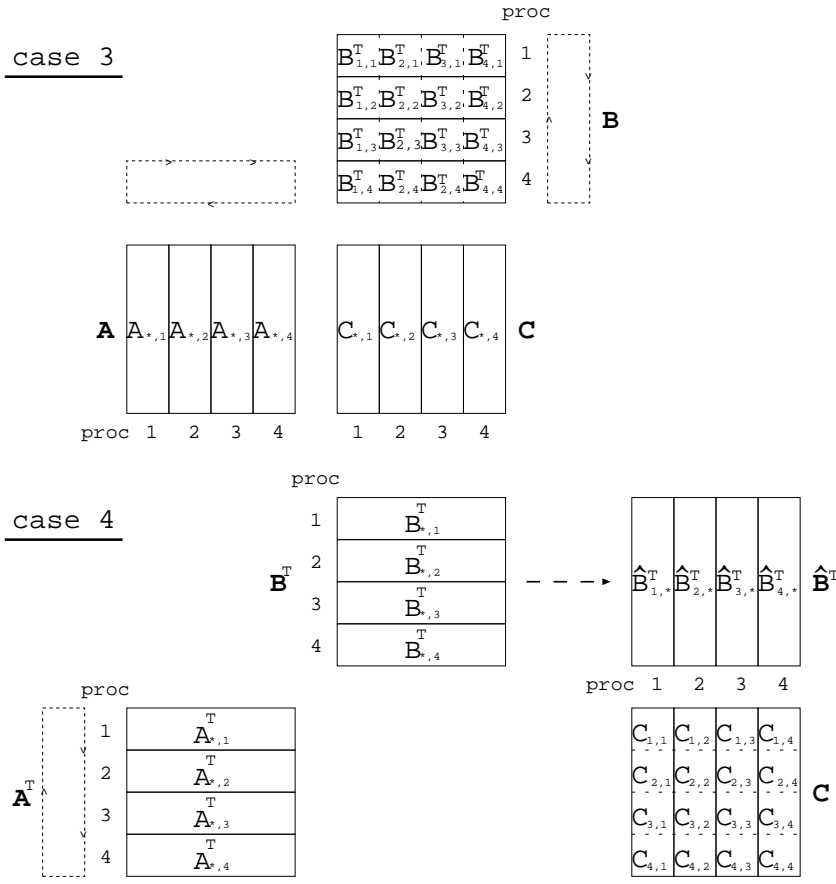 proc
case 3
B^T_{1,1} B^T_{2,1} B^T_{3,1} B^T_{4,1} 1
B^T_{1,2} B^T_{2,2} B^T_{3,2} B^T_{4,2} 2
B
B^T_{1,3} B^T_{2,3} B^T_{3,3} B^T_{4,3} 3
B^T_{1,4} B^T_{2,4} B^T_{2,4} B^T_{4,4} 4
A A_{*,1} A_{*,2} A_{*,3} A_{*,4} C_{*,1} C_{*,2} C_{*,3} C_{*,4} C
proc 1 2 3 4 1 2 3 4
proc
case 4
1 B^T_{*,1}
2 B^T_{*,2}
B^T
B̂^T_{1,*} B̂^T_{2,*} B̂^T_{3,*} B̂^T_{4,*} B̂^T
3 B^T_{*,3}
4 B^T_{*,4}
proc 1 2 3 4
proc
1 A^T_{*,1} C_{1,1} C_{1,2} C_{1,3} C_{1,4}
2 A^T_{*,2} C_{2,1} C_{2,2} C_{2,3} C_{2,4}
A^T C
3 A^T_{*,3} C_{3,1} C_{3,2} C_{3,3} C_{3,4}
4 A^T_{*,4} C_{4,1} C_{4,2} C_{4,3} C_{4,4}